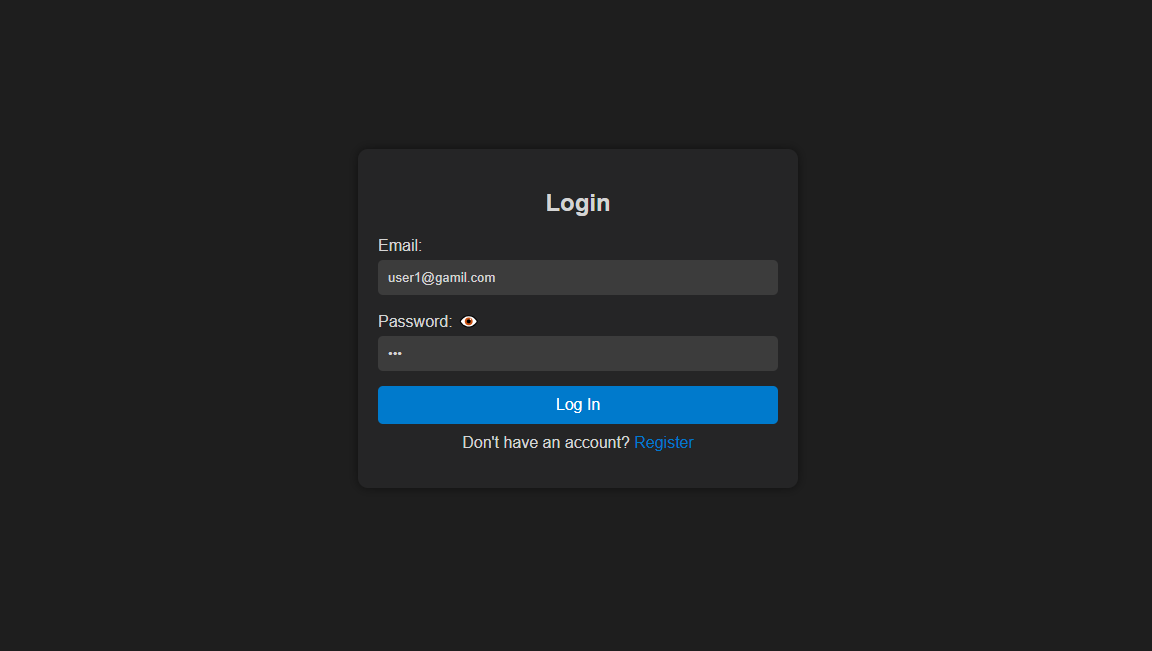 Login
Email:
user1@gamil.com
Password:
•••
Log In
Don't have an account? Register